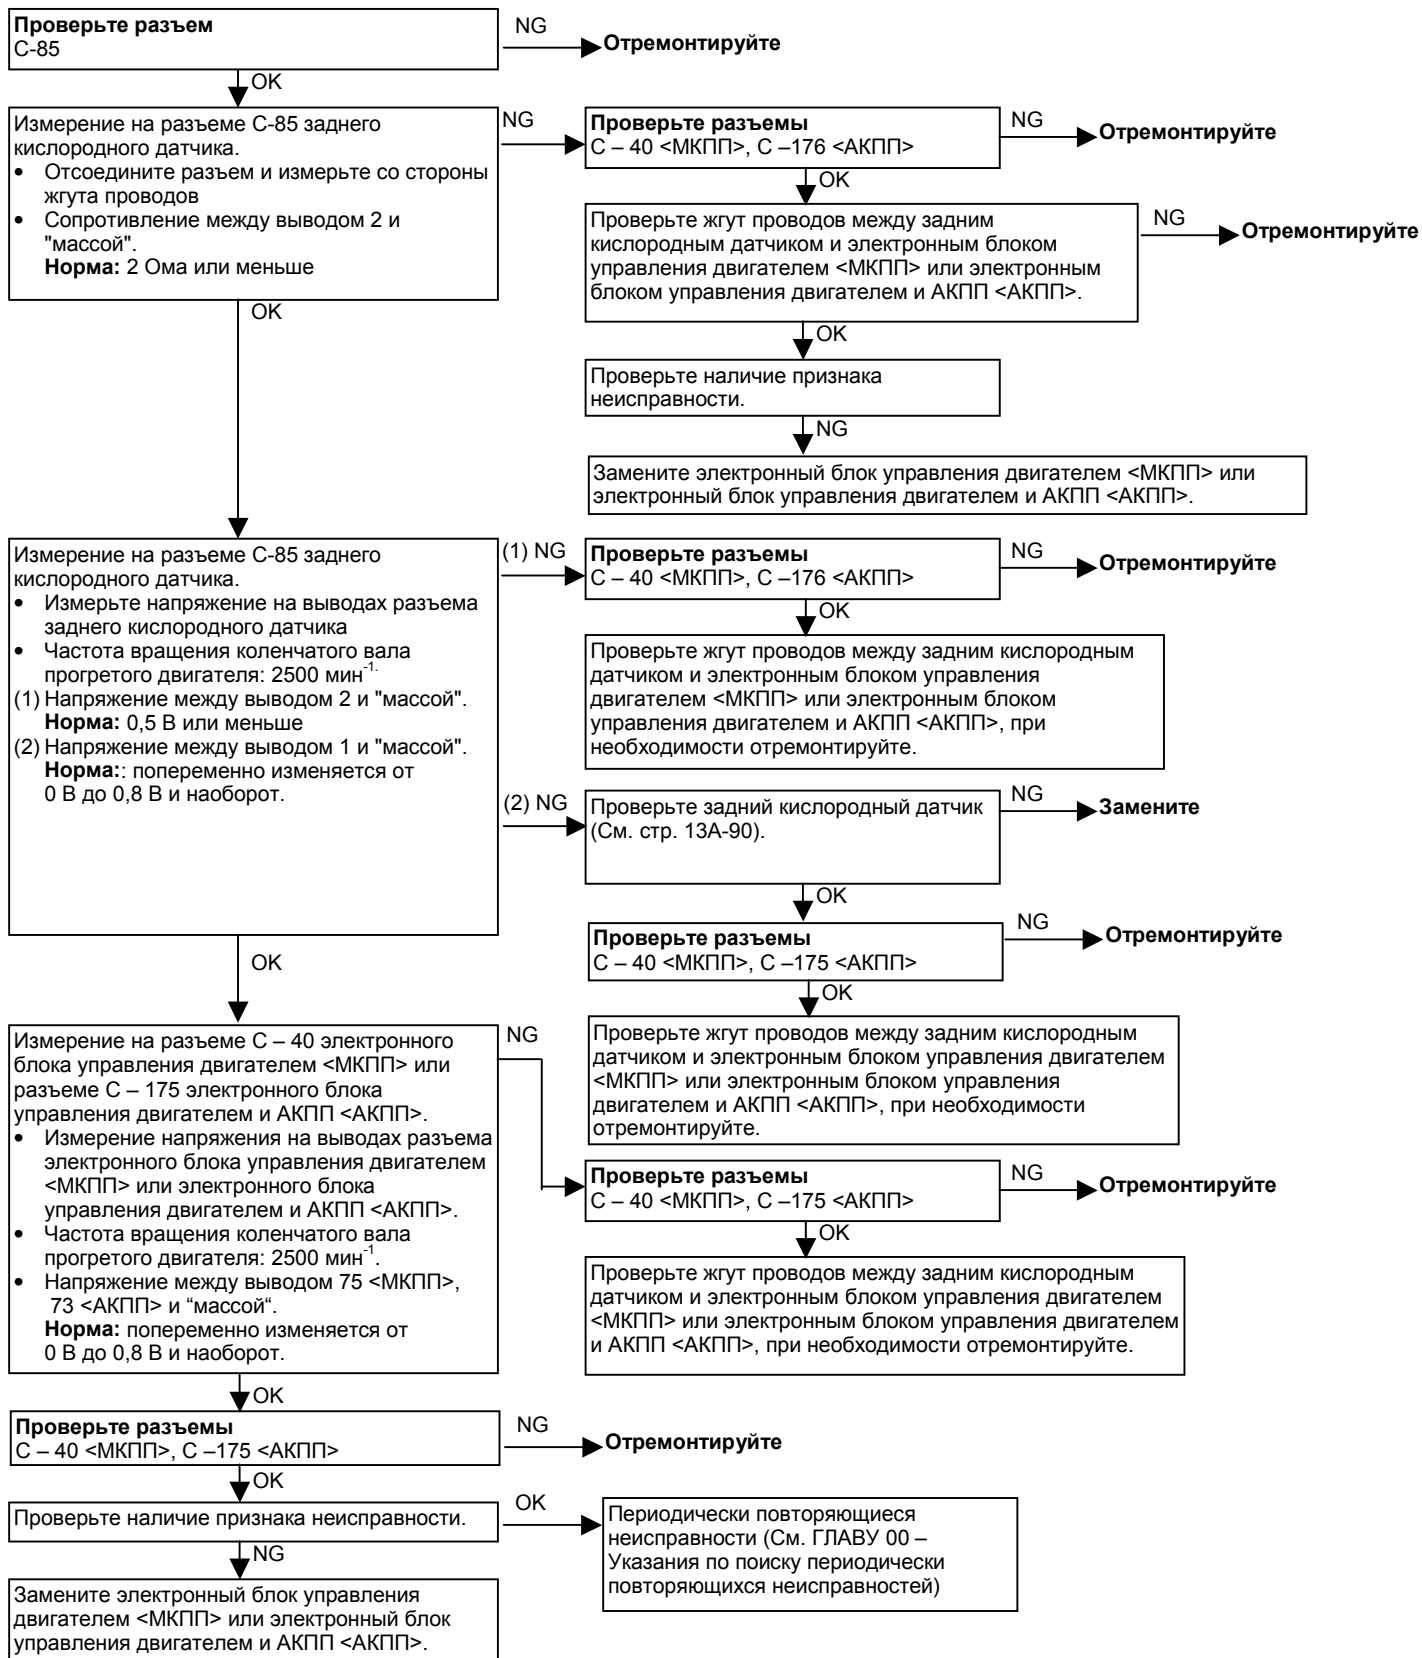 Проверьте разъем
С-85
NG
Отремонтируйте
OK
Измерение на разъеме С-85 заднего
кислородного датчика.
• Отсоедините разъем и измерьте со стороны
жгута проводов
• Сопротивление между выводом 2 и
"массой".
Норма: 2 Ома или меньше
NG
Проверьте разъемы
С – 40 <МКПП>, С –176 <АКПП>
NG
Отремонтируйте
OK
Проверьте жгут проводов между задним
кислородным датчиком и электронным блоком
управления двигателем <МКПП> или электронным
блоком управления двигателем и АКПП <АКПП>.
NG
Отремонтируйте
OK
OK
Проверьте наличие признака
неисправности.
NG
Замените электронный блок управления двигателем <МКПП> или
электронный блок управления двигателем и АКПП <АКПП>.
Измерение на разъеме С-85 заднего
кислородного датчика.
• Измерьте напряжение на выводах разъема
заднего кислородного датчика
• Частота вращения коленчатого вала
прогретого двигателя: 2500 мин-1.
(1) Напряжение между выводом 2 и "массой".
Норма: 0,5 В или меньше
(2) Напряжение между выводом 1 и "массой".
Норма:: попеременно изменяется от
0 В до 0,8 В и наоборот.
(1) NG
Проверьте разъемы
С – 40 <МКПП>, С –176 <АКПП>
NG
Отремонтируйте
OK
Проверьте жгут проводов между задним кислородным
датчиком и электронным блоком управления
двигателем <МКПП> или электронным блоком
управления двигателем и АКПП <АКПП>, при
необходимости отремонтируйте.
(2) NG
Проверьте задний кислородный датчик
(См. стр. 13А-90).
NG
Замените
OK
Проверьте разъемы
С – 40 <МКПП>, С –175 <АКПП>
NG
Отремонтируйте
OK
Проверьте жгут проводов между задним кислородным
датчиком и электронным блоком управления двигателем
<МКПП> или электронным блоком управления
двигателем и АКПП <АКПП>, при необходимости
отремонтируйте.
OK
Измерение на разъеме С – 40 электронного
блока управления двигателем <МКПП> или
разъеме С – 175 электронного блока
управления двигателем и АКПП <АКПП>.
• Измерение напряжения на выводах разъема
электронного блока управления двигателем
<МКПП> или электронного блока
управления двигателем и АКПП <АКПП>.
• Частота вращения коленчатого вала
прогретого двигателя: 2500 мин-1.
• Напряжение между выводом 75 <МКПП>,
73 <АКПП> и “массой“.
Норма: попеременно изменяется от
0 В до 0,8 В и наоборот.
NG
Проверьте разъемы
С – 40 <МКПП>, С –175 <АКПП>
NG
Отремонтируйте
OK
Проверьте жгут проводов между задним кислородным
датчиком и электронным блоком управления двигателем
<МКПП> или электронным блоком управления двигателем
и АКПП <АКПП>, при необходимости отремонтируйте.
OK
Проверьте разъемы
С – 40 <МКПП>, С –175 <АКПП>
NG
Отремонтируйте
OK
Проверьте наличие признака неисправности.
OK
Периодически повторяющиеся
неисправности (См. ГЛАВУ 00 –
Указания по поиску периодически
повторяющихся неисправностей)
NG
Замените электронный блок управления
двигателем <МКПП> или электронный блок
управления двигателем и АКПП <АКПП>.